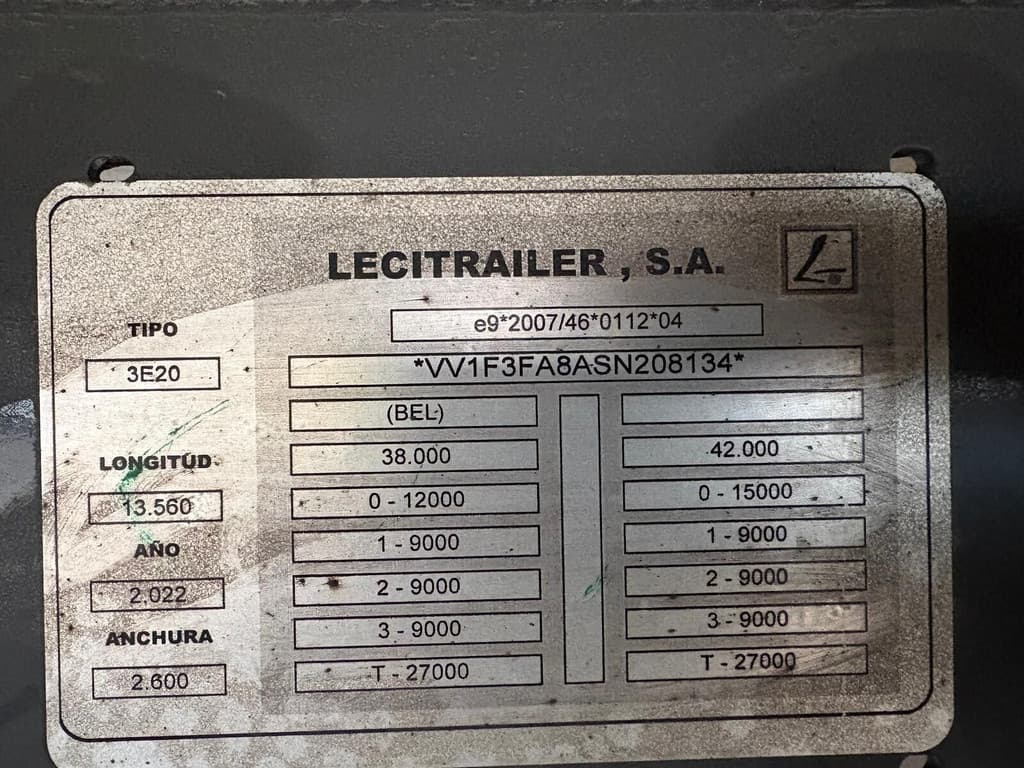 LECITRAILER, S.A.
TIPO
e9*2007/46*0112*04
3E20
*VV1F3FA8ASN208134*
(BEL)
LONGITUD
38.000
42.000
13.560
0 - 12000
0 - 15000
AÑO
1 - 9000
1 - 9000
2.022
2 - 9000
2 - 9000
ANCHURA
3 - 9000
3 - 9000
2.600
T - 27000
T - 27000